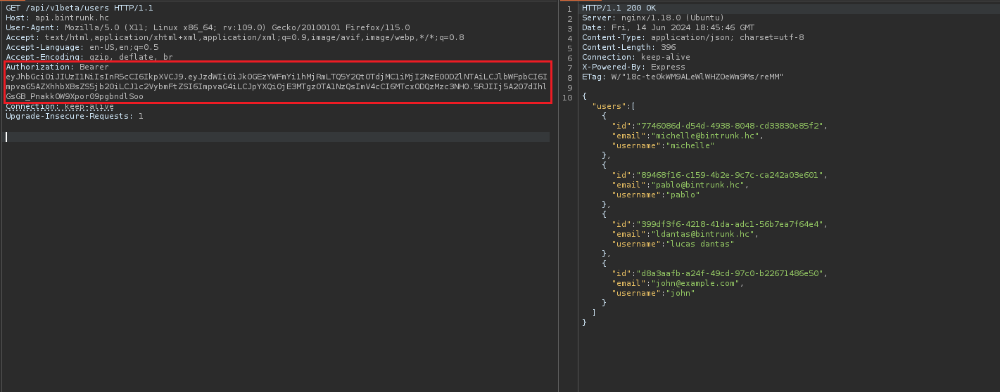 GET /api/v1beta/users HTTP/1.1
Host: api.bintrunk.hc
User-Agent: Mozilla/5.0 (X11; Linux x86_64; rv:109.0) Gecko/20100101 Firefox/115.0
Accept: text/html,application/xhtml+xml,application/xml;q=0.9,image/avif,image/webp,*/*;q=0.8
Accept-Language: en-US,en;q=0.5
Accept-Encoding: gzip, deflate, br
Authorization: Bearer
eyJhbGciOiJIUzI1NiIsInR5cCI6IkpXVCJ9.eyJzdWIiOiJkOGEzYWFmYi1hMjRmLTQ5Y2QtOTdjMC1iMjI2NzE0ODZlNTAiLCJlbWFpbCI6I
mpvaG5AZXhhbXBsZS5jb20iLCJ1c2VybmFtZSI6ImpvaG4iLCJpYXQiOjE3MTgzOTA1NzQsImV4cCI6MTcxODQzMzc3NH0.5RJIIj5A2O7dIhl
GsGB_PnakkOW9XporO9pgbndlSoo
Connection: keep-alive
Upgrade-Insecure-Requests: 1
1 HTTP/1.1 200 OK
2 Server: nginx/1.18.0 (Ubuntu)
3 Date: Fri, 14 Jun 2024 18:45:46 GMT
4 Content-Type: application/json; charset=utf-8
5 Content-Length: 396
6 Connection: keep-alive
7 X-Powered-By: Express
8 ETag: W/"18c-te0kWM9ALeWlWHZOeWm9Ms/reMM"
9
10 {
"users":[
{
"id":"7746086d-d54d-4938-8048-cd33830e85f2",
"email":"michelle@bintrunk.hc",
"username":"michelle"
},
{
"id":"89468f16-c159-4b2e-9c7c-ca242a03e601",
"email":"pablo@bintrunk.hc",
"username":"pablo"
},
{
"id":"399df3f6-4218-41da-adc1-56b7ea7f64e4",
"email":"ldantas@bintrunk.hc",
"username":"lucas dantas"
},
{
"id":"d8a3aafb-a24f-49cd-97c0-b22671486e50",
"email":"john@example.com",
"username":"john"
}
]
}